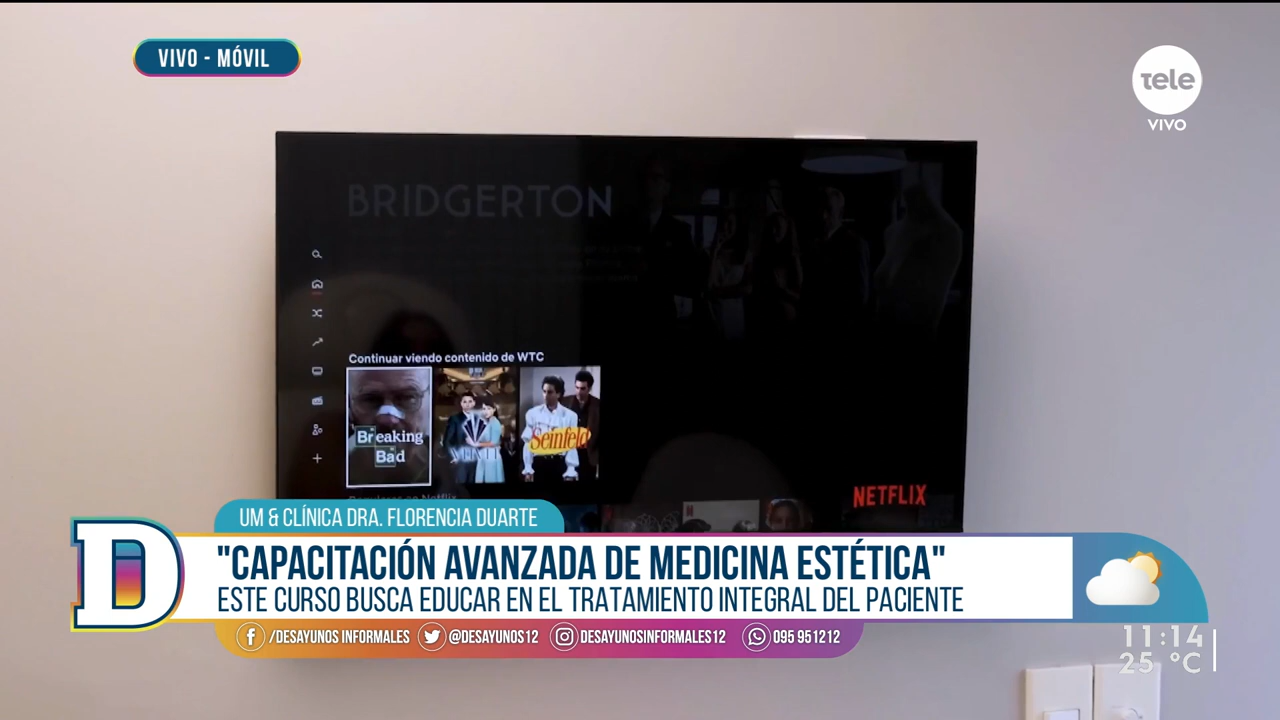 VIVO - MÓVIL
tele
VIVO
BRIDGERTON
Continuar viendo contenido de WTC
Breaking
Bad
Seinfeld
NETFLIX
UM & CLÍNICA DRA. FLORENCIA DUARTE
D
"CAPACITACIÓN AVANZADA DE MEDICINA ESTÉTICA"
ESTE CURSO BUSCA EDUCAR EN EL TRATAMIENTO INTEGRAL DEL PACIENTE
/DESAYUNOS INFORMALES @DESAYUNOS12 DESAYUNOSINFORMALES12 095 951212
11:14
25 °C